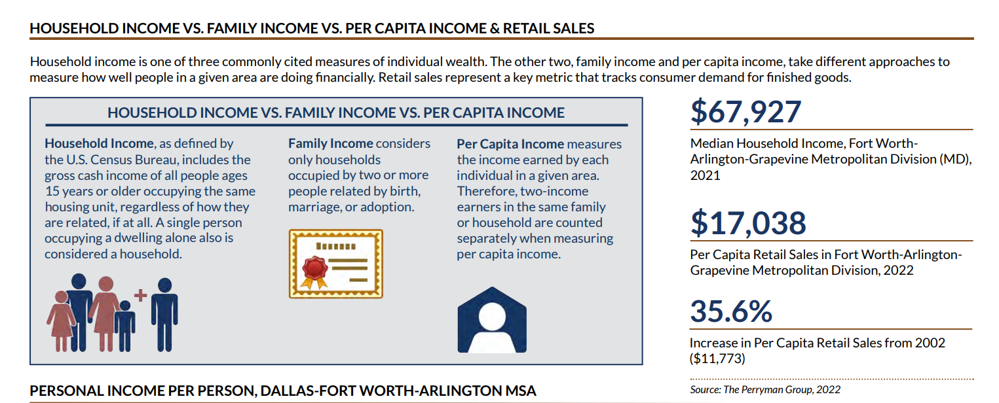 HOUSEHOLD INCOME VS. FAMILY INCOME VS. PER CAPITA INCOME & RETAIL SALES
Household income is one of three commonly cited measures of individual wealth. The other two, family income and per capita income, take different approaches to
measure how well people in a given area are doing financially. Retail sales represent a key metric that tracks consumer demand for finished goods.
HOUSEHOLD INCOME VS. FAMILY INCOME VS. PER CAPITA INCOME
Household Income, as defined by
the U.S. Census Bureau, includes the
gross cash income of all people ages
15 years or older occupying the same
housing unit, regardless of how they
are related, if at all. A single person
occupying a dwelling alone also is
considered a household.
Family Income considers
only households
occupied by two or more
people related by birth,
marriage, or adoption.
Per Capita Income measures
the income earned by each
individual in a given area.
Therefore, two-income
earners in the same family
or household are counted
separately when measuring
per capita income.
$67,927
Median Household Income, Fort Worth-
Arlington-Grapevine Metropolitan Division (MD),
2021
$17,038
Per Capita Retail Sales in Fort Worth-Arlington-
Grapevine Metropolitan Division, 2022
35.6%
Increase in Per Capita Retail Sales from 2002
($11,773)
Source: The Perryman Group, 2022
PERSONAL INCOME PER PERSON, DALLAS-FORT WORTH-ARLINGTON MSA